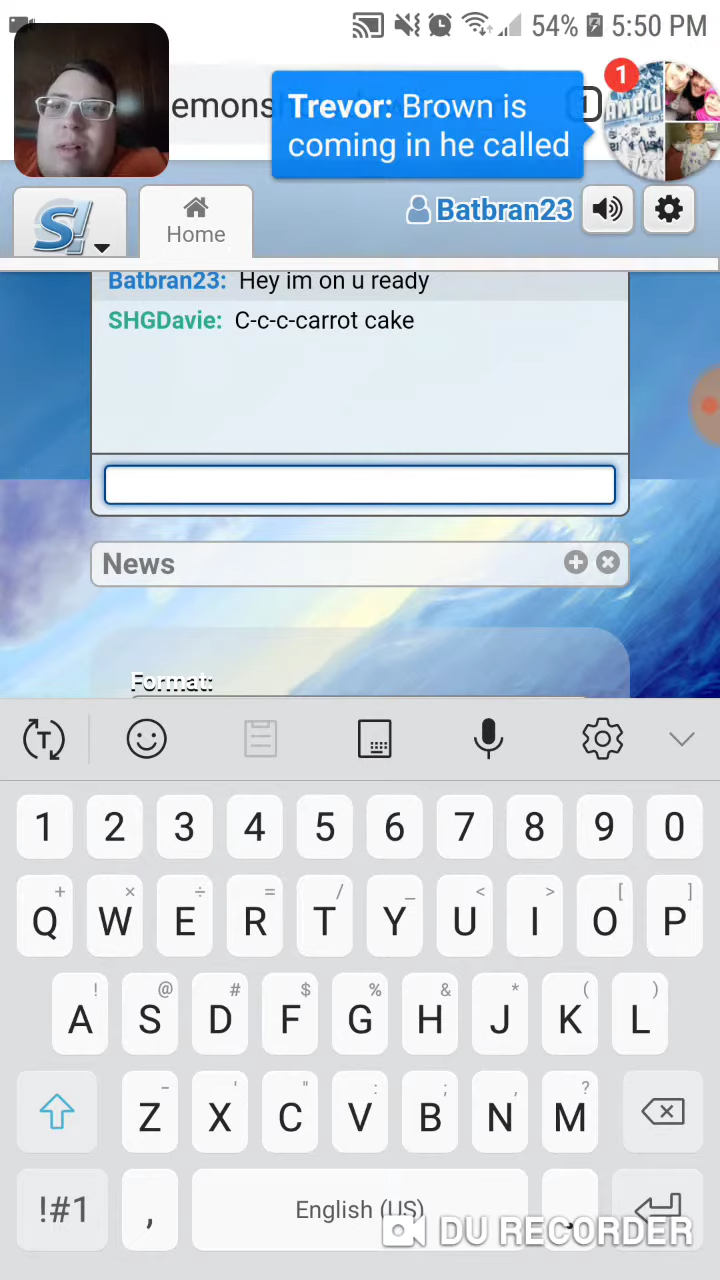 54% 5:50 PM
emonsh
Trevor: Brown is
coming in he called
1
S!
Home
Batbran23
Batbran23: Hey im on u ready
SHGDavie: C-c-c-carrot cake
News
Format:
T
1 2 3 4 5 6 7 8 9 0
+ × ÷ = / _ < > [ ]
Q W E R T Y U I O P
! @ # $ % & * ( )
A S D F G H J K L
- ' " : ; , ?
Z X C V B N M
!#1 , English (US) .
DU RECORDER